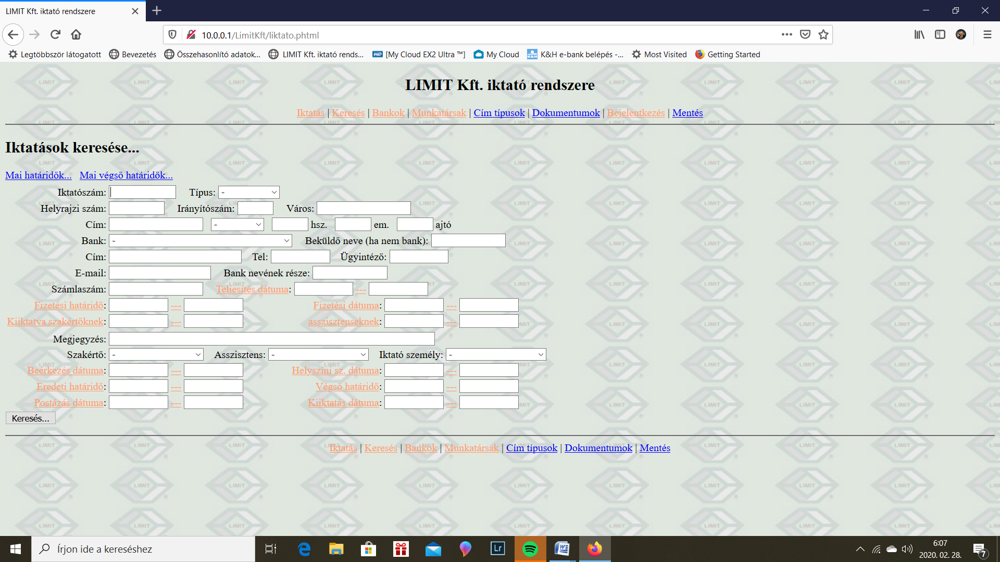 LIMIT Kft. iktató rendszere
10.0.0.1/LimitKft/liktato.phtml
Legtöbbször látogatott Bevezetés Összehasonlító adatok... LIMIT Kft. iktató rends... [My Cloud EX2 Ultra ™] My Cloud K&H e-bank belépés -... Most Visited Getting Started
LIMIT Kft. iktató rendszere
Iktatás | Keresés | Bankok | Munkatársak | Cím típusok | Dokumentumok | Bejelentkezés | Mentés
Iktatások keresése...
Mai határidők... Mai végső határidők...
Iktatószám: Típus: -
Helyrajzi szám: Irányítószám: Város:
Cím: - hsz. em. ajtó
Bank: - Beküldő neve (ha nem bank):
Cím: Tel: Ügyintéző:
E-mail: Bank nevének része:
Számlaszám: Teljesítés dátuma: ---
Fizetési határidő: --- Fizetési dátuma: ---
Kiiktatva szakértőknek: --- asszisztenseknek: ---
Megjegyzés:
Szakértő: - Asszisztens: - Iktató személy: -
Beérkezés dátuma: --- Helyszíni sz. dátuma: ---
Eredeti határidő: --- Végső határidő: ---
Postázás dátuma: --- Kiiktatás dátuma: ---
Keresés...
Iktatás | Keresés | Bankok | Munkatársak | Cím típusok | Dokumentumok | Mentés
Írjon ide a kereséshez
Lr
6:07
2020. 02. 28.
7